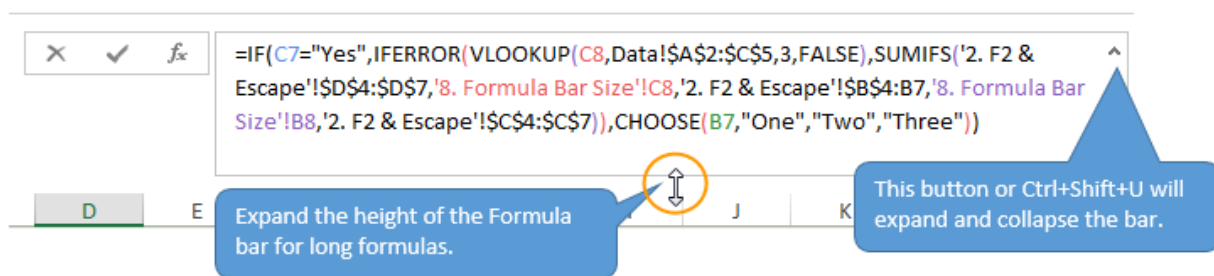 fx =IF(C7="Yes",IFERROR(VLOOKUP(C8,Data!$A$2:$C$5,3,FALSE),SUMIFS('2. F2 &
Escape'!$D$4:$D$7,'8. Formula Bar Size'!C8,'2. F2 & Escape'!$B$4:B7,'8. Formula Bar
Size'!B8,'2. F2 & Escape'!$C$4:$C$7)),CHOOSE(B7,"One","Two","Three"))
D E J K
Expand the height of the Formula
bar for long formulas.
This button or Ctrl+Shift+U will
expand and collapse the bar.